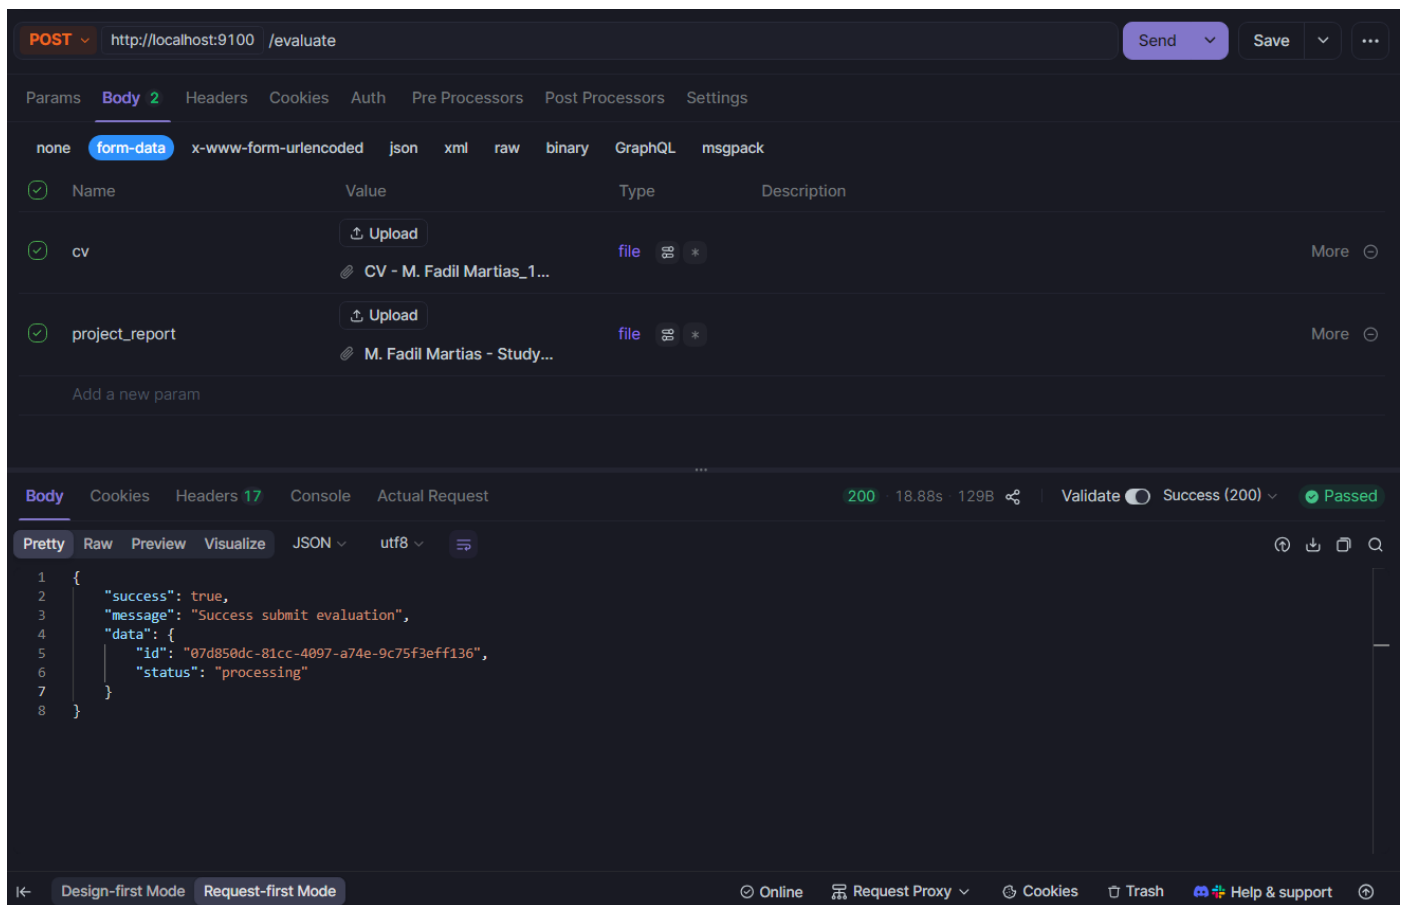 POST http://localhost:9100 /evaluate Send Save
Params Body 2 Headers Cookies Auth Pre Processors Post Processors Settings
none form-data x-www-form-urlencoded json xml raw binary GraphQL msgpack
Name Value Type Description
Upload
cv file * More
CV - M. Fadil Martias_1...
Upload
project_report file * More
M. Fadil Martias - Study...
Add a new param
Body Cookies Headers 17 Console Actual Request 200 · 18.88s · 129B Validate Success (200) Passed
Pretty Raw Preview Visualize JSON utf8
1 {
2 "success": true,
3 "message": "Success submit evaluation",
4 "data": {
5 "id": "07d850dc-81cc-4097-a74e-9c75f3eff136",
6 "status": "processing"
7 }
8 }
Design-first Mode Request-first Mode Online Request Proxy Cookies Trash Help & support